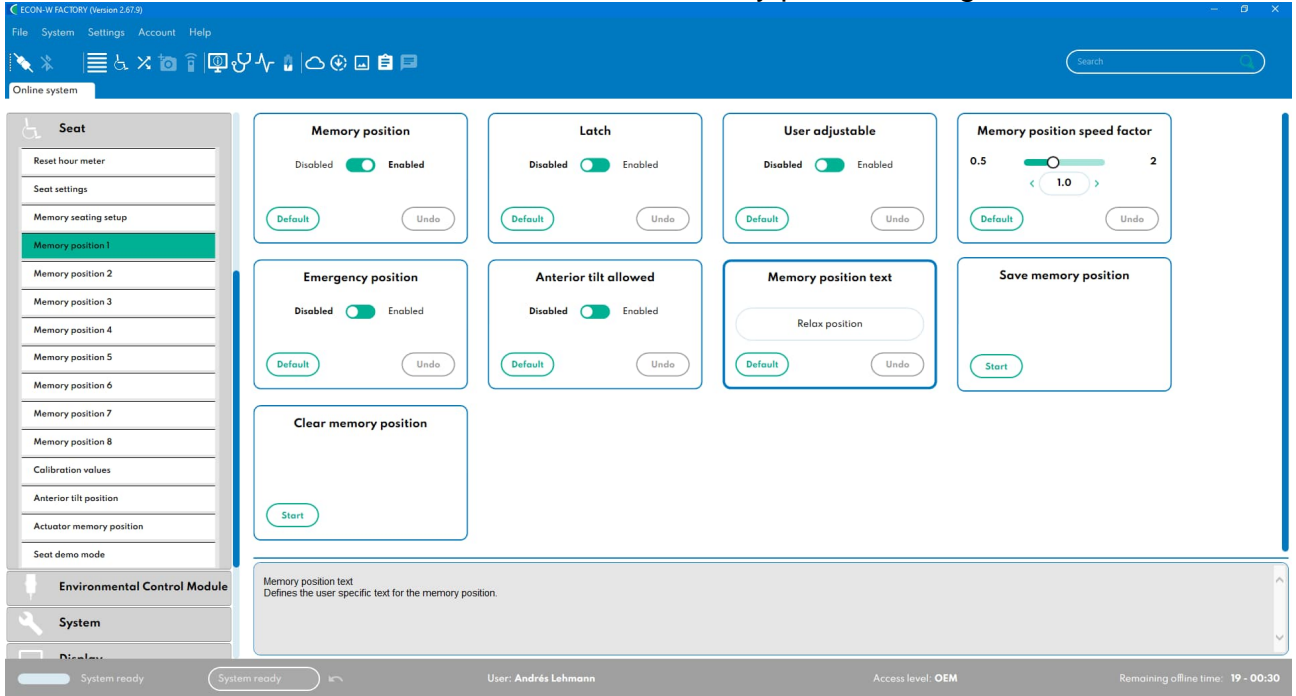 ECON-W FACTORY (Version 2.67.9)
File System Settings Account Help
Search
Online system
Seat
Reset hour meter
Seat settings
Memory seating setup
Memory position 1
Memory position 2
Memory position 3
Memory position 4
Memory position 5
Memory position 6
Memory position 7
Memory position 8
Calibration values
Anterior tilt position
Actuator memory position
Seat demo mode
Environmental Control Module
System
Display
Memory position
Disabled Enabled
Default Undo
Latch
Disabled Enabled
Default Undo
User adjustable
Disabled Enabled
Default Undo
Memory position speed factor
0.5 2
< 1.0 >
Default Undo
Emergency position
Disabled Enabled
Default Undo
Anterior tilt allowed
Disabled Enabled
Default Undo
Memory position text
Relax position
Default Undo
Save memory position
Start
Clear memory position
Start
Memory position text
Defines the user specific text for the memory position.
System ready System ready User: Andrés Lehmann Access level: OEM Remaining offline time: 19 - 00:30